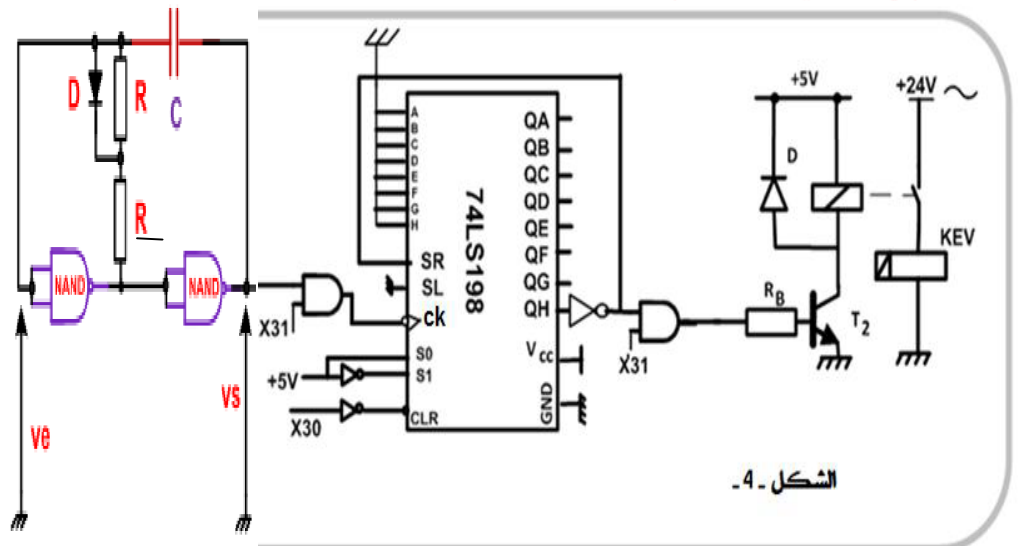 D
R
C
R
NAND
NAND
ve
vs
X31
A
B
C
D
E
F
G
H
SR
SL
ck
S0
S1
CLR
+5V
X30
74LS198
QA
QB
QC
QD
QE
QF
QG
QH
VCC
GND
X31
RB
T2
D
+5V
+24V
KEV
الشكل -4-